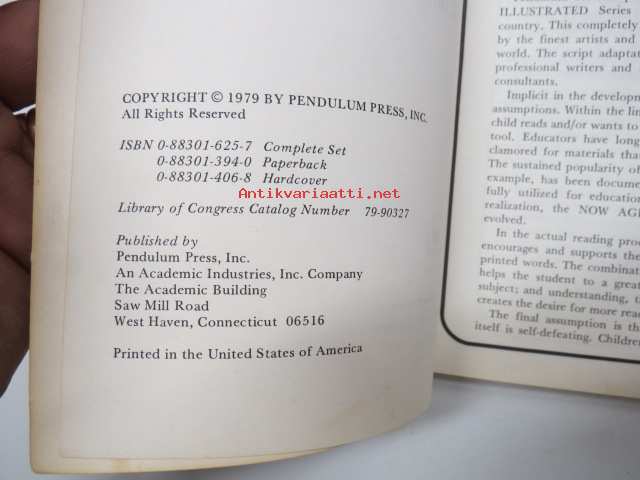 COPYRIGHT © 1979 BY PENDULUM PRESS, INC.
All Rights Reserved
ISBN 0-88301-625-7 Complete Set
0-88301-394-0 Paperback
0-88301-406-8 Hardcover
Antikvariaatti.net
Library of Congress Catalog Number 79-90327
Published by
Pendulum Press, Inc.
An Academic Industries, Inc. Company
The Academic Building
Saw Mill Road
West Haven, Connecticut 06516
Printed in the United States of America
ILLUSTRATED Series
country. This completely
by the finest artists and
world. The script adaptat
professional writers and
consultants.
Implicit in the developm
assumptions. Within the lin
child reads and/or wants to
tool. Educators have long
clamored for materials tha
The sustained popularity of
example, has been docume
fully utilized for education
realization, the NOW AG
evolved.
In the actual reading proc
encourages and supports the
printed words. The combinat
helps the student to a great
subject; and understanding, t
creates the desire for more read
The final assumption is tha
itself is self-defeating. Childre